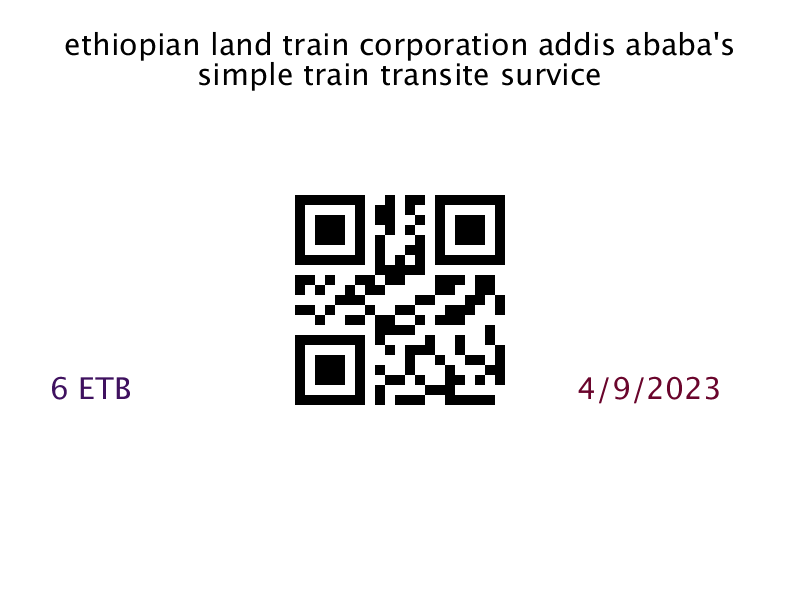 ethiopian land train corporation addis ababa's
simple train transite survice
6 ETB
4/9/2023